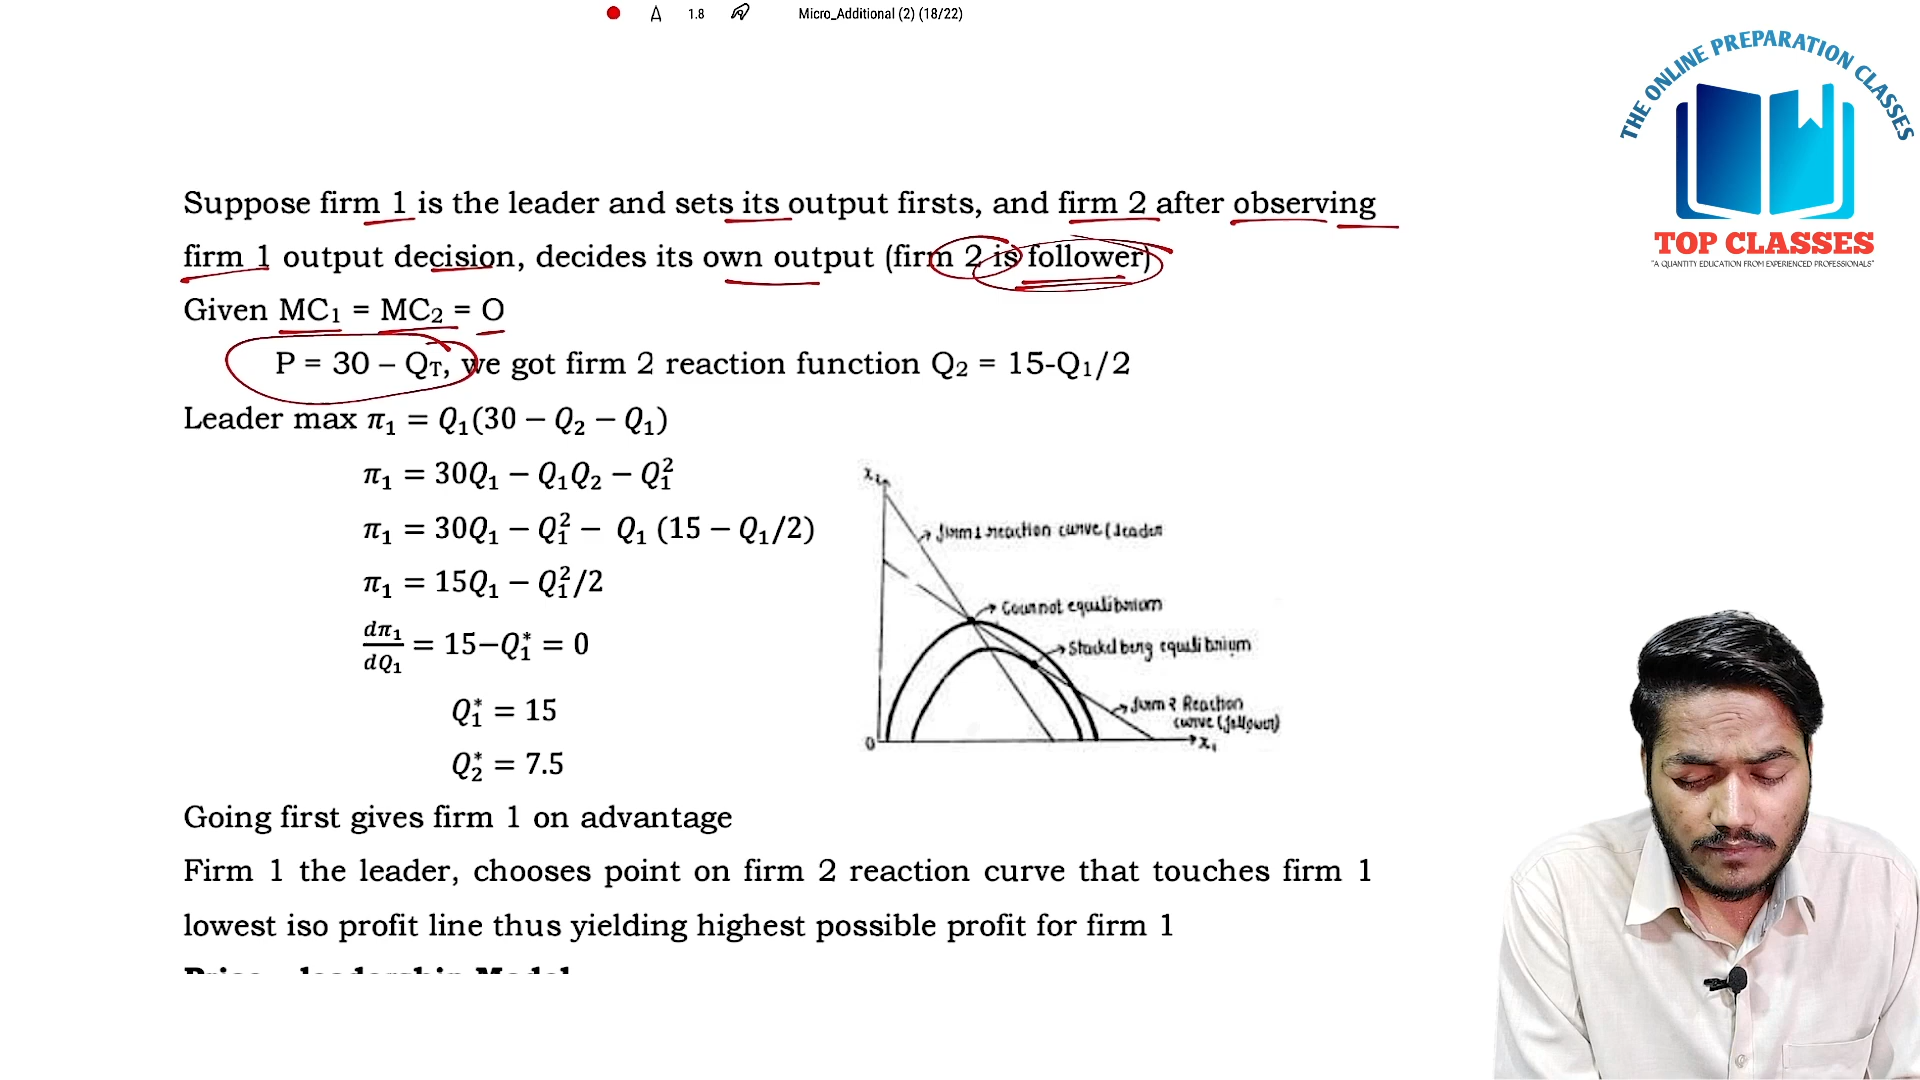 1.8 Micro_Additional (2) (18/22)
THE ONLINE PREPARATION CLASSES
TOP CLASSES
"A QUANTITY EDUCATION FROM EXPERIENCED PROFESSIONALS"
Suppose firm 1 is the leader and sets its output firsts, and firm 2 after observing
firm 1 output decision, decides its own output (firm 2 is follower)
Given MC₁ = MC₂ = O
P = 30 – Q_T, we got firm 2 reaction function Q₂ = 15-Q₁/2
Leader max π₁ = Q₁(30 − Q₂ − Q₁)
π₁ = 30Q₁ − Q₁Q₂ − Q₁²
π₁ = 30Q₁ − Q₁² − Q₁ (15 − Q₁/2)
π₁ = 15Q₁ − Q₁²/2
dπ₁/dQ₁ = 15−Q₁* = 0
Q₁* = 15
Q₂* = 7.5
x₂
firm 1 reaction curve (leader
Cournot equilibrium
Stackelberg equilibrium
firm 2 Reaction
curve (follower)
0
x₁
Going first gives firm 1 on advantage
Firm 1 the leader, chooses point on firm 2 reaction curve that touches firm 1
lowest iso profit line thus yielding highest possible profit for firm 1